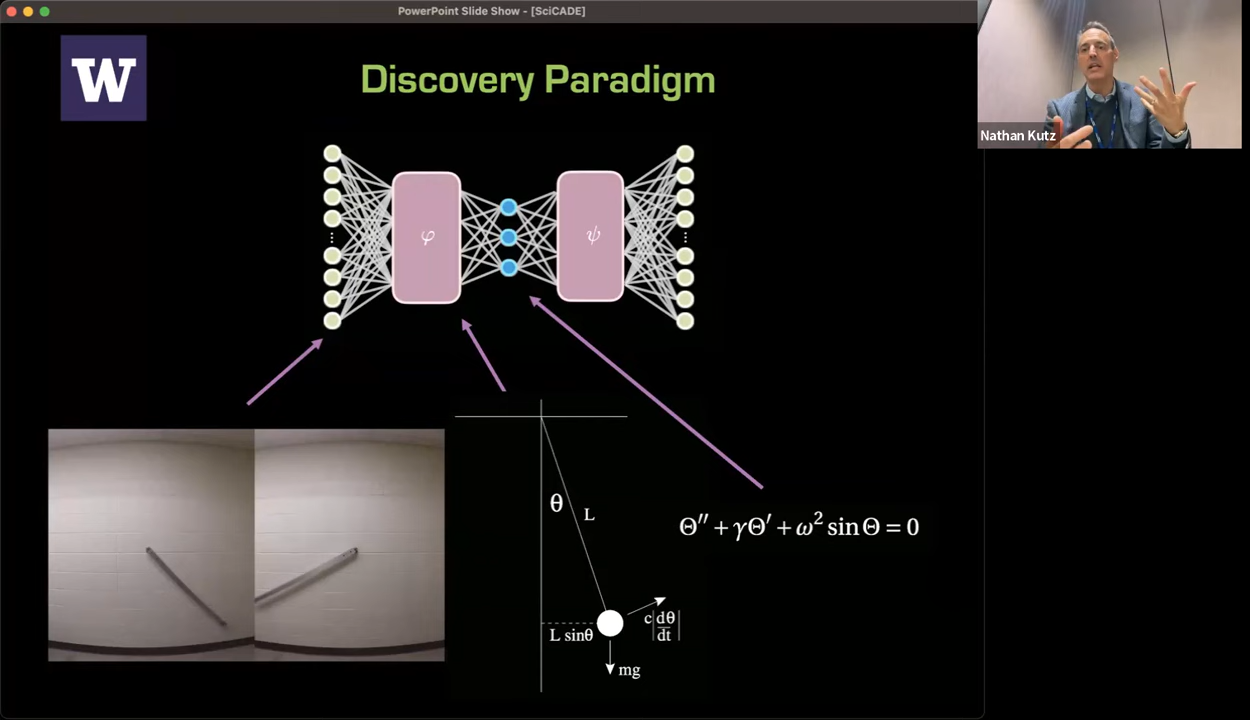 PowerPoint Slide Show - [SciCADE]
W
Discovery Paradigm
Nathan Kutz
φ
ψ
θ
L
Θ″ + γΘ′ + ω² sin Θ = 0
L sinθ
c|dθ/dt|
mg